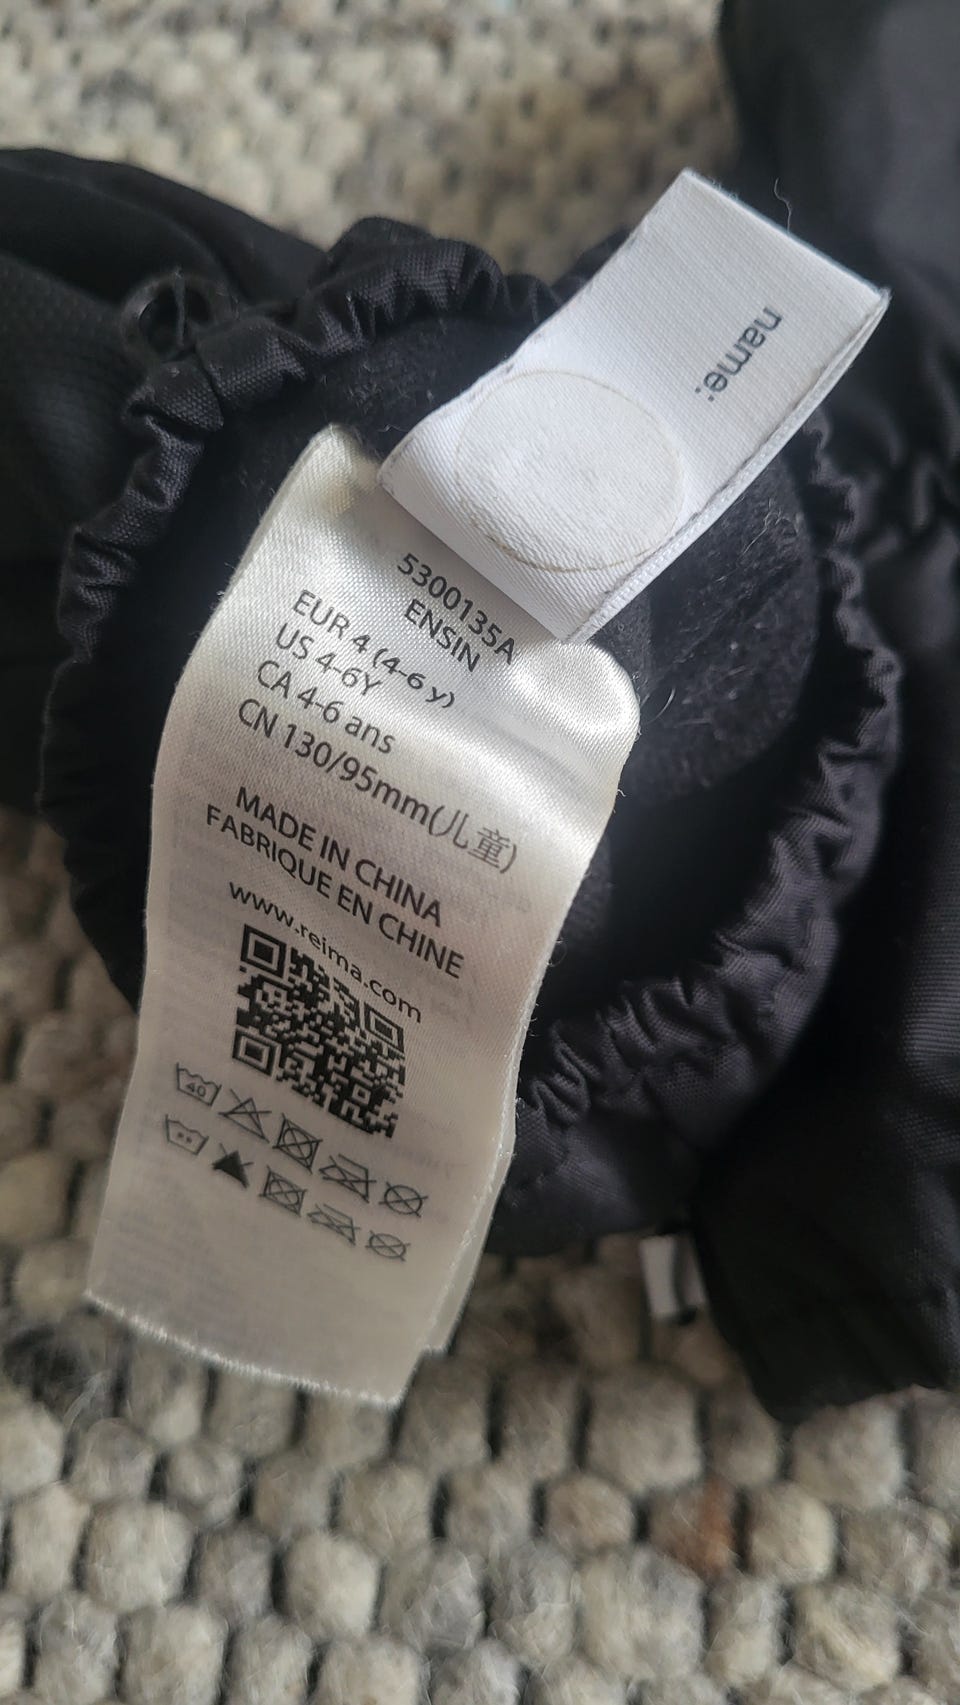 name:
5300135A
ENSIN
EUR 4 (4-6 y)
US 4-6Y
CA 4-6 ans
CN 130/95mm(儿童)
MADE IN CHINA
FABRIQUE EN CHINE
www.reima.com
40